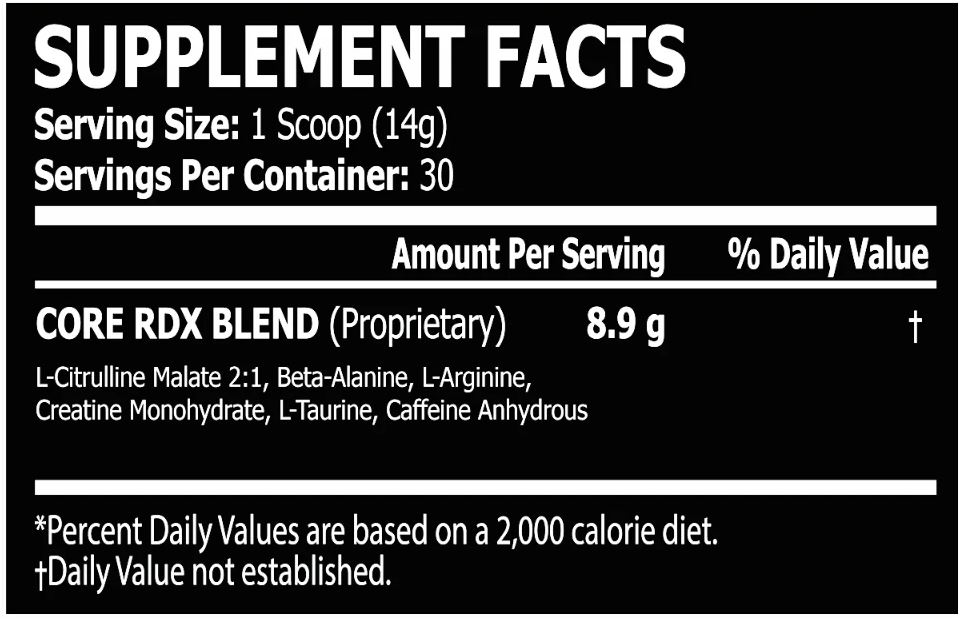 SUPPLEMENT FACTS
Serving Size: 1 Scoop (14g)
Servings Per Container: 30
Amount Per Serving % Daily Value
CORE RDX BLEND (Proprietary) 8.9 g †
L-Citrulline Malate 2:1, Beta-Alanine, L-Arginine,
Creatine Monohydrate, L-Taurine, Caffeine Anhydrous
*Percent Daily Values are based on a 2,000 calorie diet.
†Daily Value not established.